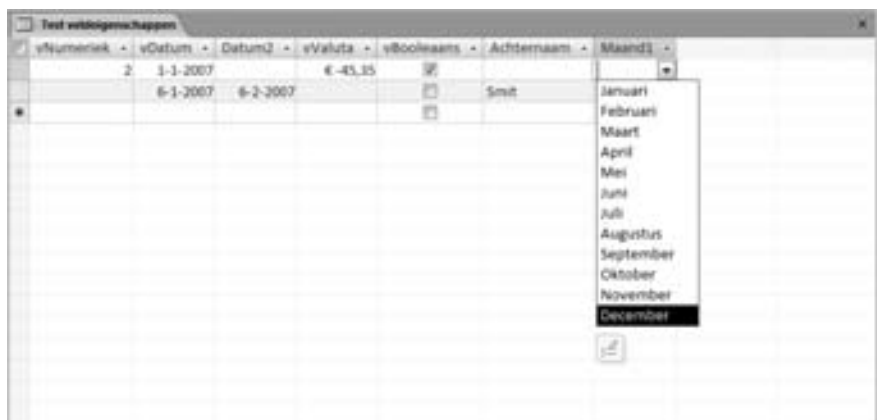 Test veldeigenschappen
vNumeriek vDatum Datum2 vValuta vBooleaans Achternaam Maand1
2 1-1-2007 € -45,35
6-1-2007 6-2-2007 Smit
Januari
Februari
Maart
April
Mei
Juni
Juli
Augustus
September
Oktober
November
December